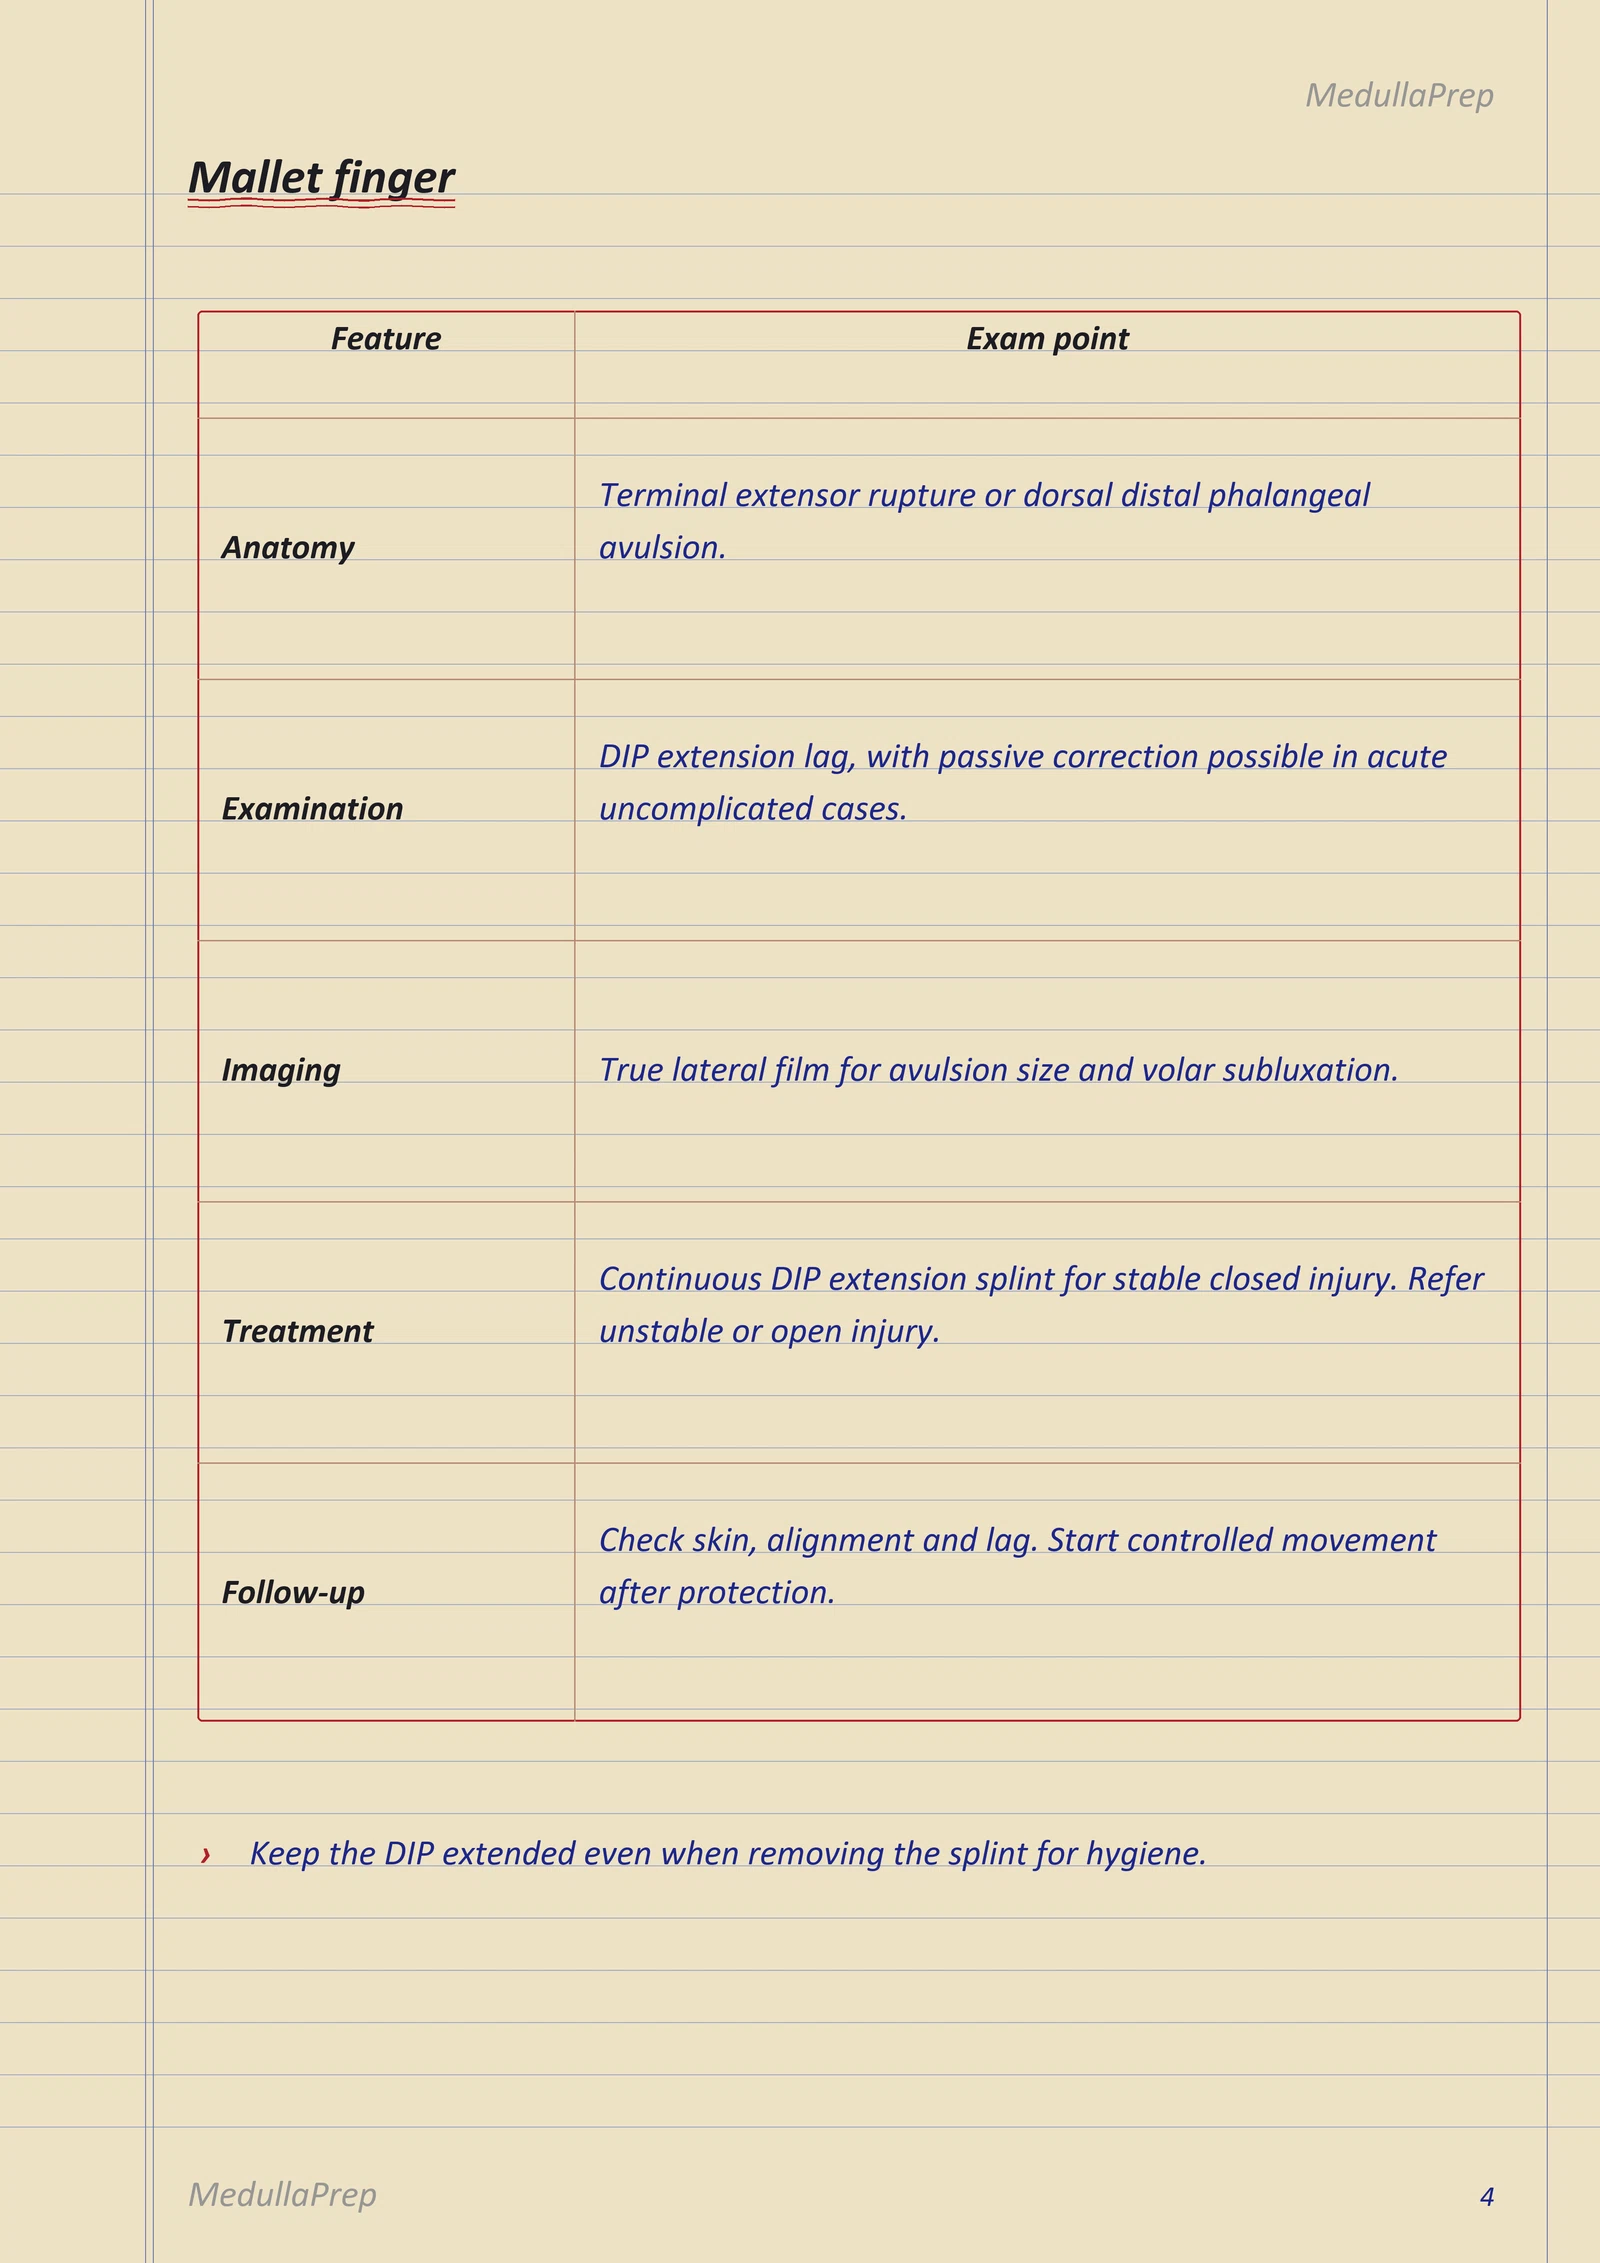 MedullaPrep
Mallet finger
Feature Exam point
Terminal extensor rupture or dorsal distal phalangeal
Anatomy avulsion.
DIP extension lag, with passive correction possible in acute
Examination uncomplicated cases.
Imaging True lateral film for avulsion size and volar subluxation.
Continuous DIP extension splint for stable closed injury. Refer
Treatment unstable or open injury.
Check skin, alignment and lag. Start controlled movement
Follow-up after protection.
› Keep the DIP extended even when removing the splint for hygiene.
MedullaPrep 4